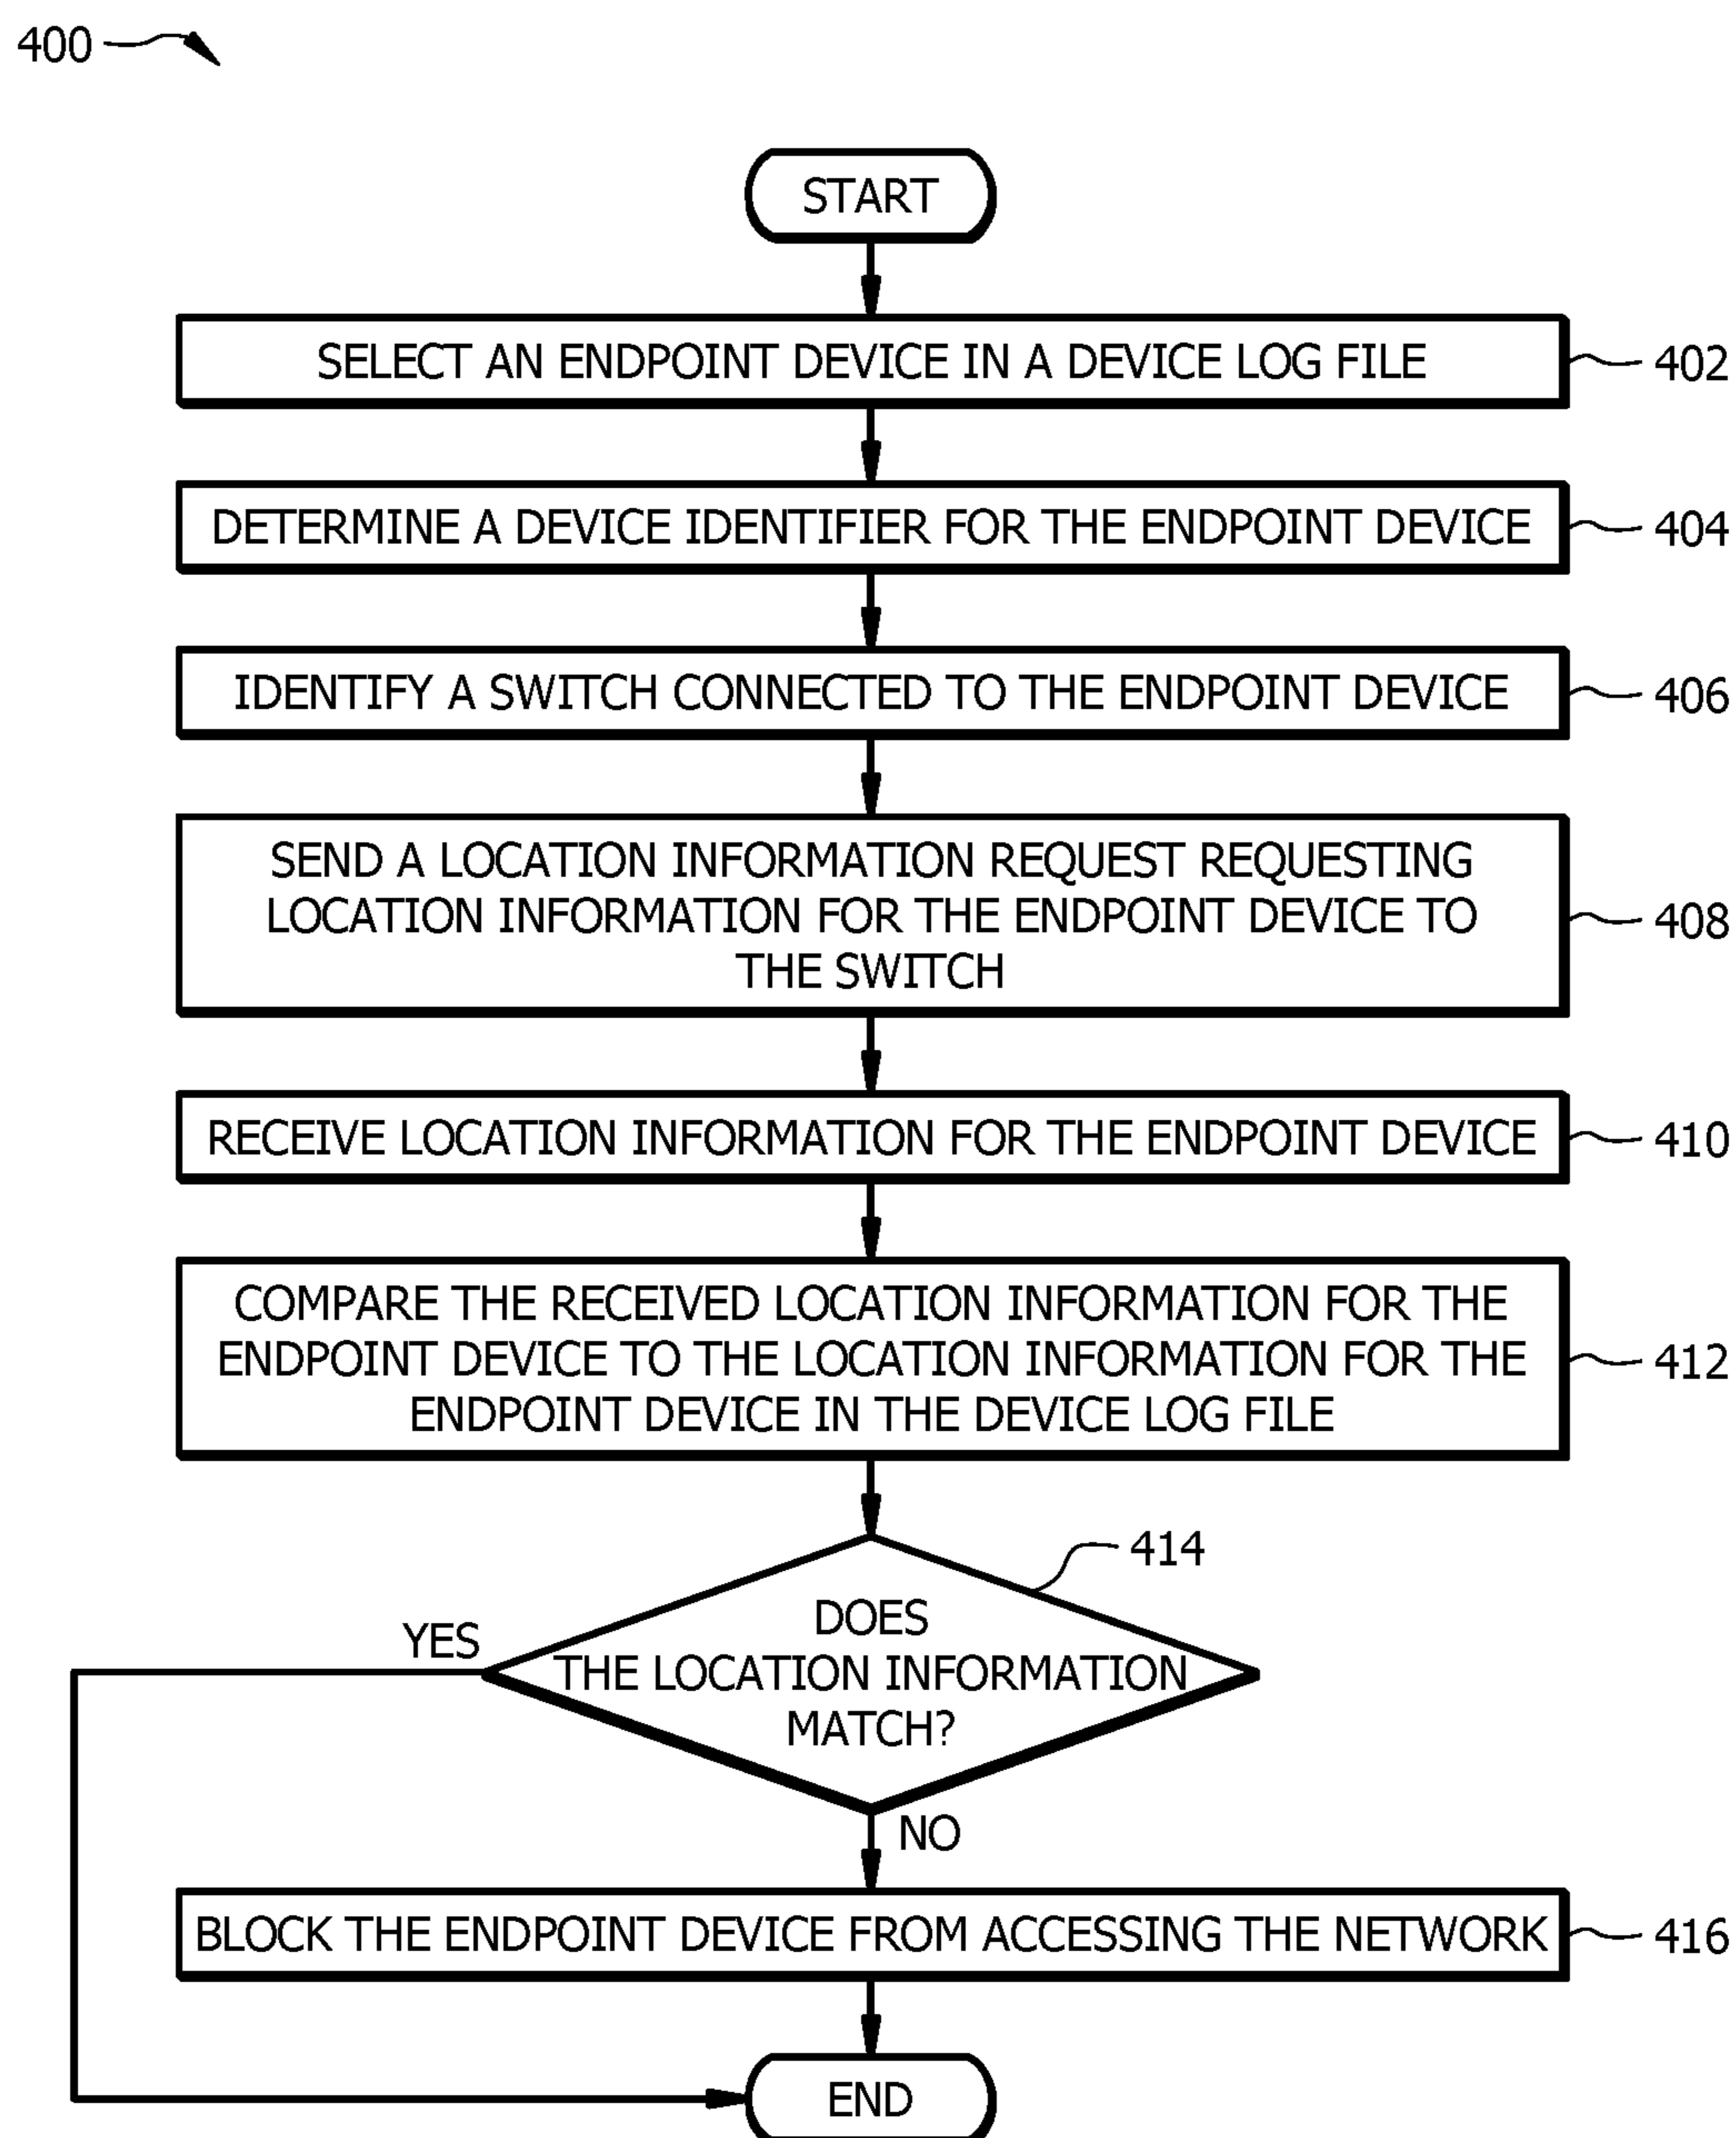 400
START
SELECT AN ENDPOINT DEVICE IN A DEVICE LOG FILE
402
DETERMINE A DEVICE IDENTIFIER FOR THE ENDPOINT DEVICE
404
IDENTIFY A SWITCH CONNECTED TO THE ENDPOINT DEVICE
406
SEND A LOCATION INFORMATION REQUEST REQUESTING
LOCATION INFORMATION FOR THE ENDPOINT DEVICE TO
THE SWITCH
408
RECEIVE LOCATION INFORMATION FOR THE ENDPOINT DEVICE
410
COMPARE THE RECEIVED LOCATION INFORMATION FOR THE
ENDPOINT DEVICE TO THE LOCATION INFORMATION FOR THE
ENDPOINT DEVICE IN THE DEVICE LOG FILE
412
414
DOES
THE LOCATION INFORMATION
MATCH?
YES
NO
BLOCK THE ENDPOINT DEVICE FROM ACCESSING THE NETWORK
416
END